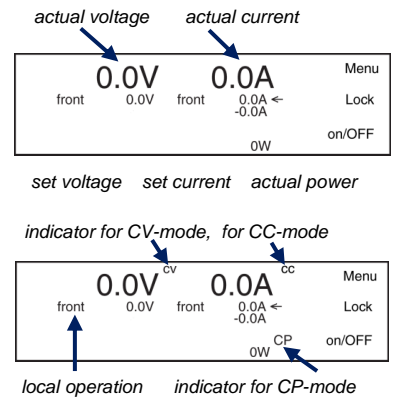 actual voltage actual current
0.0V 0.0A Menu
front 0.0V front 0.0A ← Lock
-0.0A
on/OFF
0W
set voltage set current actual power
indicator for CV-mode, for CC-mode
cv cc
0.0V 0.0A Menu
front 0.0V front 0.0A ← Lock
-0.0A
CP on/OFF
0W
local operation indicator for CP-mode